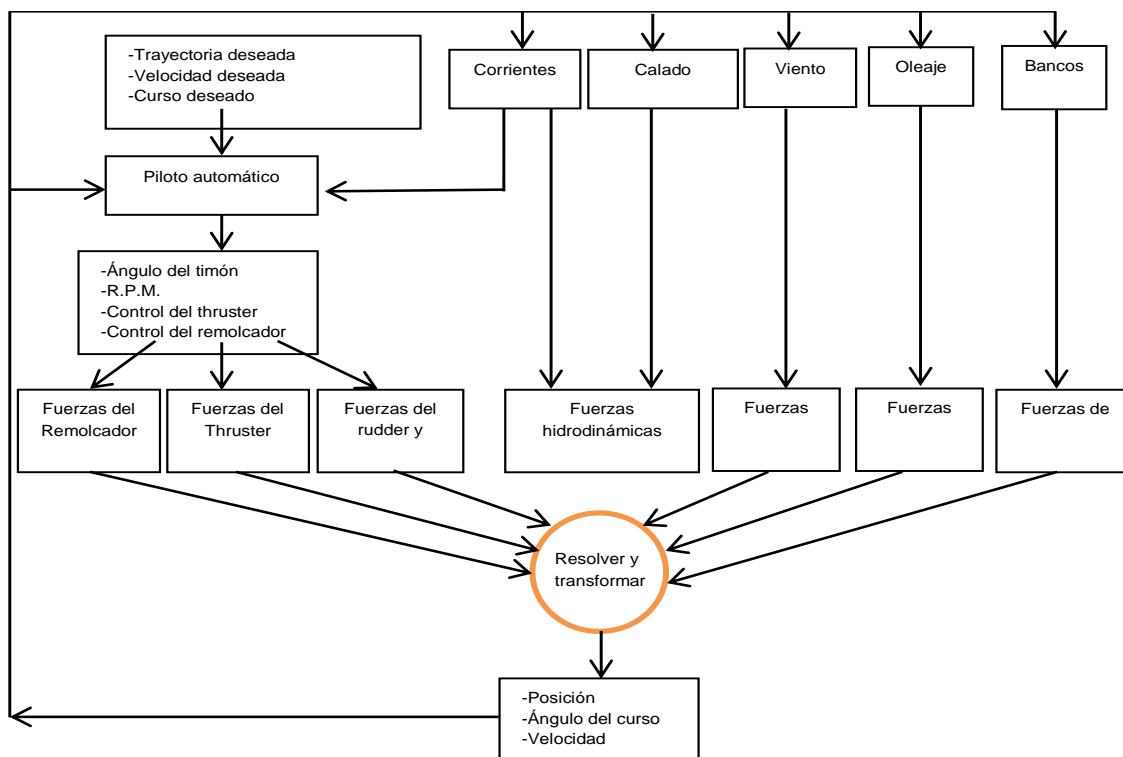 -Trayectoria deseada
-Velocidad deseada
-Curso deseado
Corrientes
Calado
Viento
Oleaje
Bancos
Piloto automático
-Ángulo del timón
-R.P.M.
-Control del thruster
-Control del remolcador
Fuerzas del
Remolcador
Fuerzas del
Thruster
Fuerzas del
rudder y
Fuerzas
hidrodinámicas
Fuerzas
Fuerzas
Fuerzas de
Resolver y
transformar
-Posición
-Ángulo del curso
-Velocidad